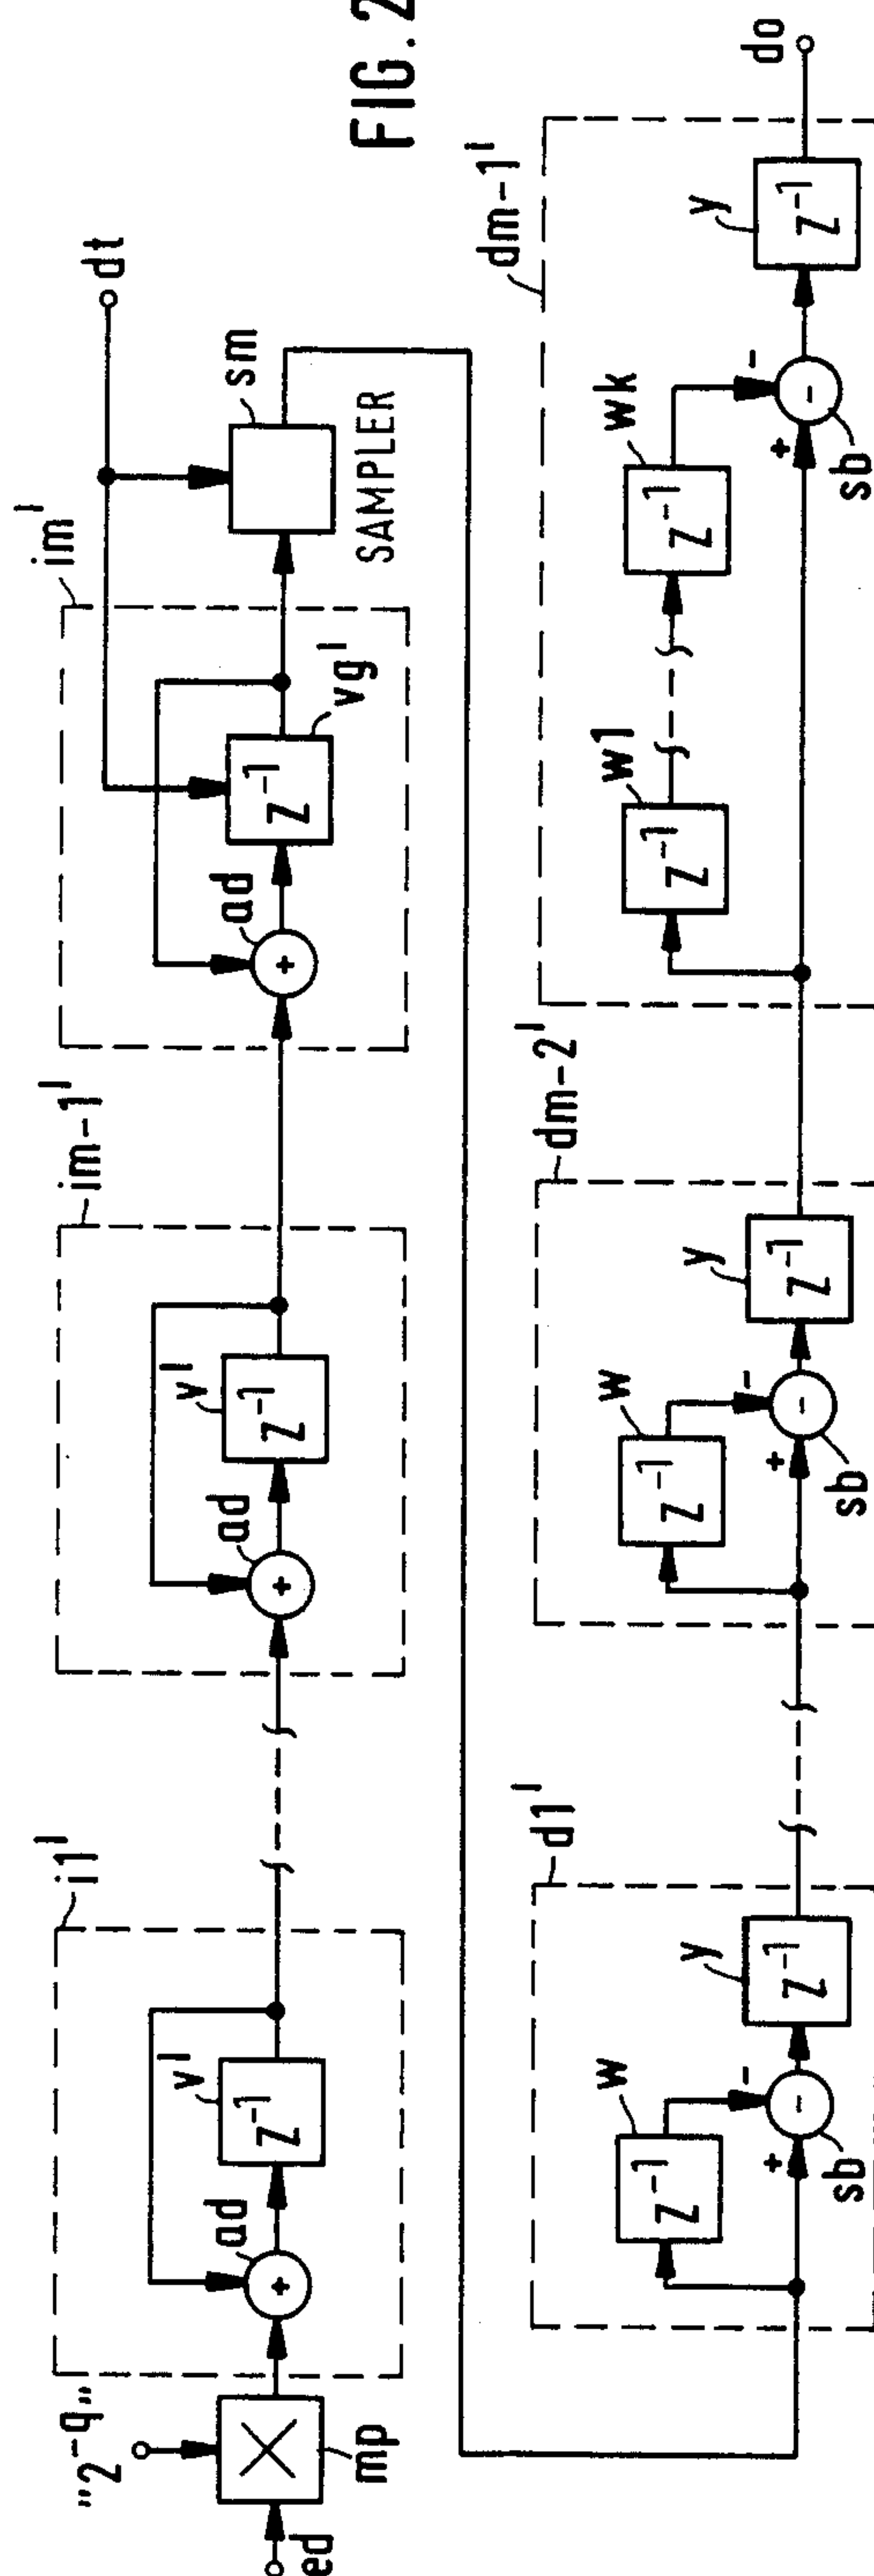 FIG. 2
ed
"2⁻q"
mp
i1'
ad
v'
Z⁻¹
im-1'
ad
v'
Z⁻¹
im'
ad
vg'
Z⁻¹
sm
SAMPLER
dt
d1'
w
Z⁻¹
+
-
sb
y
Z⁻¹
dm-2'
w
Z⁻¹
+
-
sb
y
Z⁻¹
dm-1'
w1
Z⁻¹
wk
Z⁻¹
+
-
sb
y
Z⁻¹
do